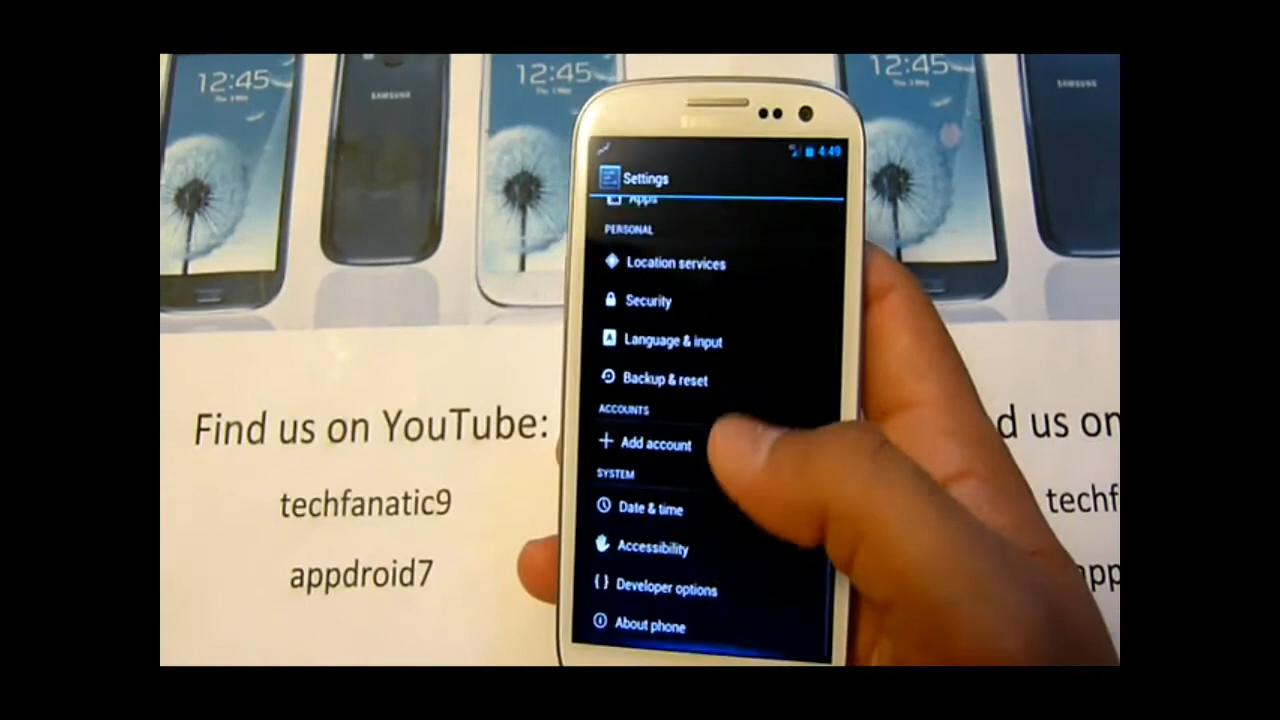 12:45
SAMSUNG
12:45
12:45
SAMSUNG
4:49
Settings
Apps
PERSONAL
Location services
Security
Language & input
Backup & reset
ACCOUNTS
Add account
SYSTEM
Date & time
Accessibility
Developer options
About phone
Find us on YouTube:
techfanatic9
appdroid7
d us on
techf
app